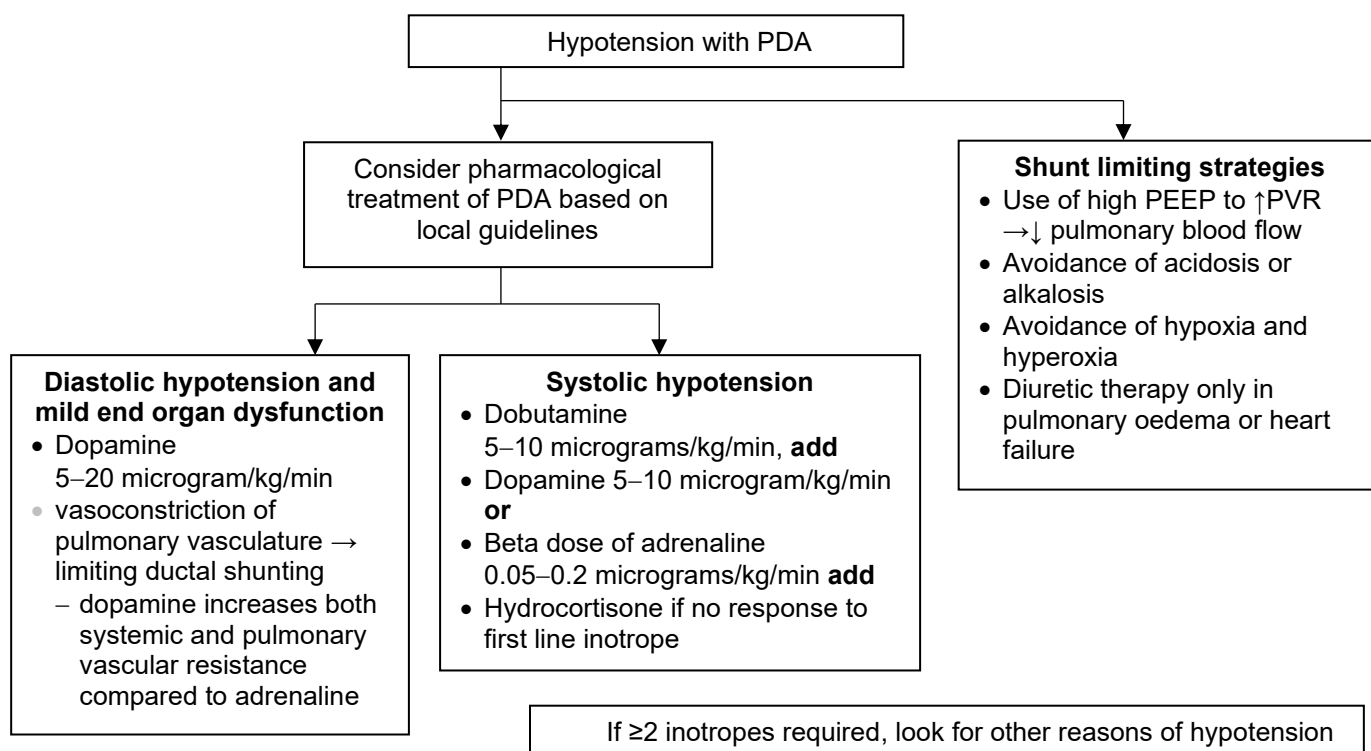 Hypotension with PDA
Consider pharmacological
treatment of PDA based on
local guidelines
Shunt limiting strategies
• Use of high PEEP to ↑PVR
→↓ pulmonary blood flow
• Avoidance of acidosis or
alkalosis
• Avoidance of hypoxia and
hyperoxia
• Diuretic therapy only in
pulmonary oedema or heart
failure
Diastolic hypotension and
mild end organ dysfunction
• Dopamine
5–20 microgram/kg/min
• vasoconstriction of
pulmonary vasculature →
limiting ductal shunting
– dopamine increases both
systemic and pulmonary
vascular resistance
compared to adrenaline
Systolic hypotension
• Dobutamine
5–10 micrograms/kg/min, add
• Dopamine 5–10 microgram/kg/min
or
• Beta dose of adrenaline
0.05–0.2 micrograms/kg/min add
• Hydrocortisone if no response to
first line inotrope
If ≥2 inotropes required, look for other reasons of hypotension